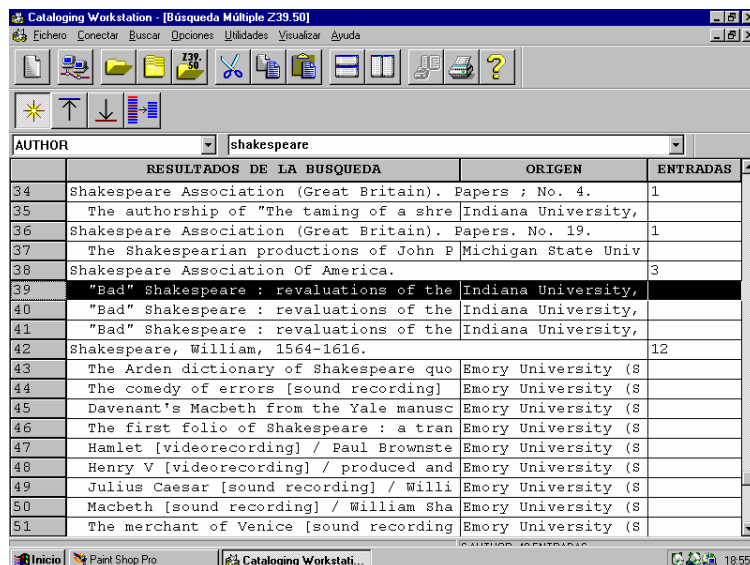 Cataloging Workstation - [Búsqueda Múltiple Z39.50]
Fichero Conectar Buscar Opciones Utilidades Visualizar Ayuda
Z39.
50
AUTHOR shakespeare
RESULTADOS DE LA BUSQUEDA ORIGEN ENTRADAS
34 Shakespeare Association (Great Britain). Papers ; No. 4. 1
35 The authorship of "The taming of a shre Indiana University,
36 Shakespeare Association (Great Britain). Papers. No. 19. 1
37 The Shakespearian productions of John P Michigan State Univ
38 Shakespeare Association Of America. 3
39 "Bad" Shakespeare : revaluations of the Indiana University,
40 "Bad" Shakespeare : revaluations of the Indiana University,
41 "Bad" Shakespeare : revaluations of the Indiana University,
42 Shakespeare, William, 1564-1616. 12
43 The Arden dictionary of Shakespeare quo Emory University (S
44 The comedy of errors [sound recording] Emory University (S
45 Davenant's Macbeth from the Yale manusc Emory University (S
46 The first folio of Shakespeare : a tran Emory University (S
47 Hamlet [videorecording] / Paul Brownste Emory University (S
48 Henry V [videorecording] / produced and Emory University (S
49 Julius Caesar [sound recording] / Willi Emory University (S
50 Macbeth [sound recording] / William Sha Emory University (S
51 The merchant of Venice [sound recording Emory University (S
Inicio Paint Shop Pro Cataloging Workstati... 18:55